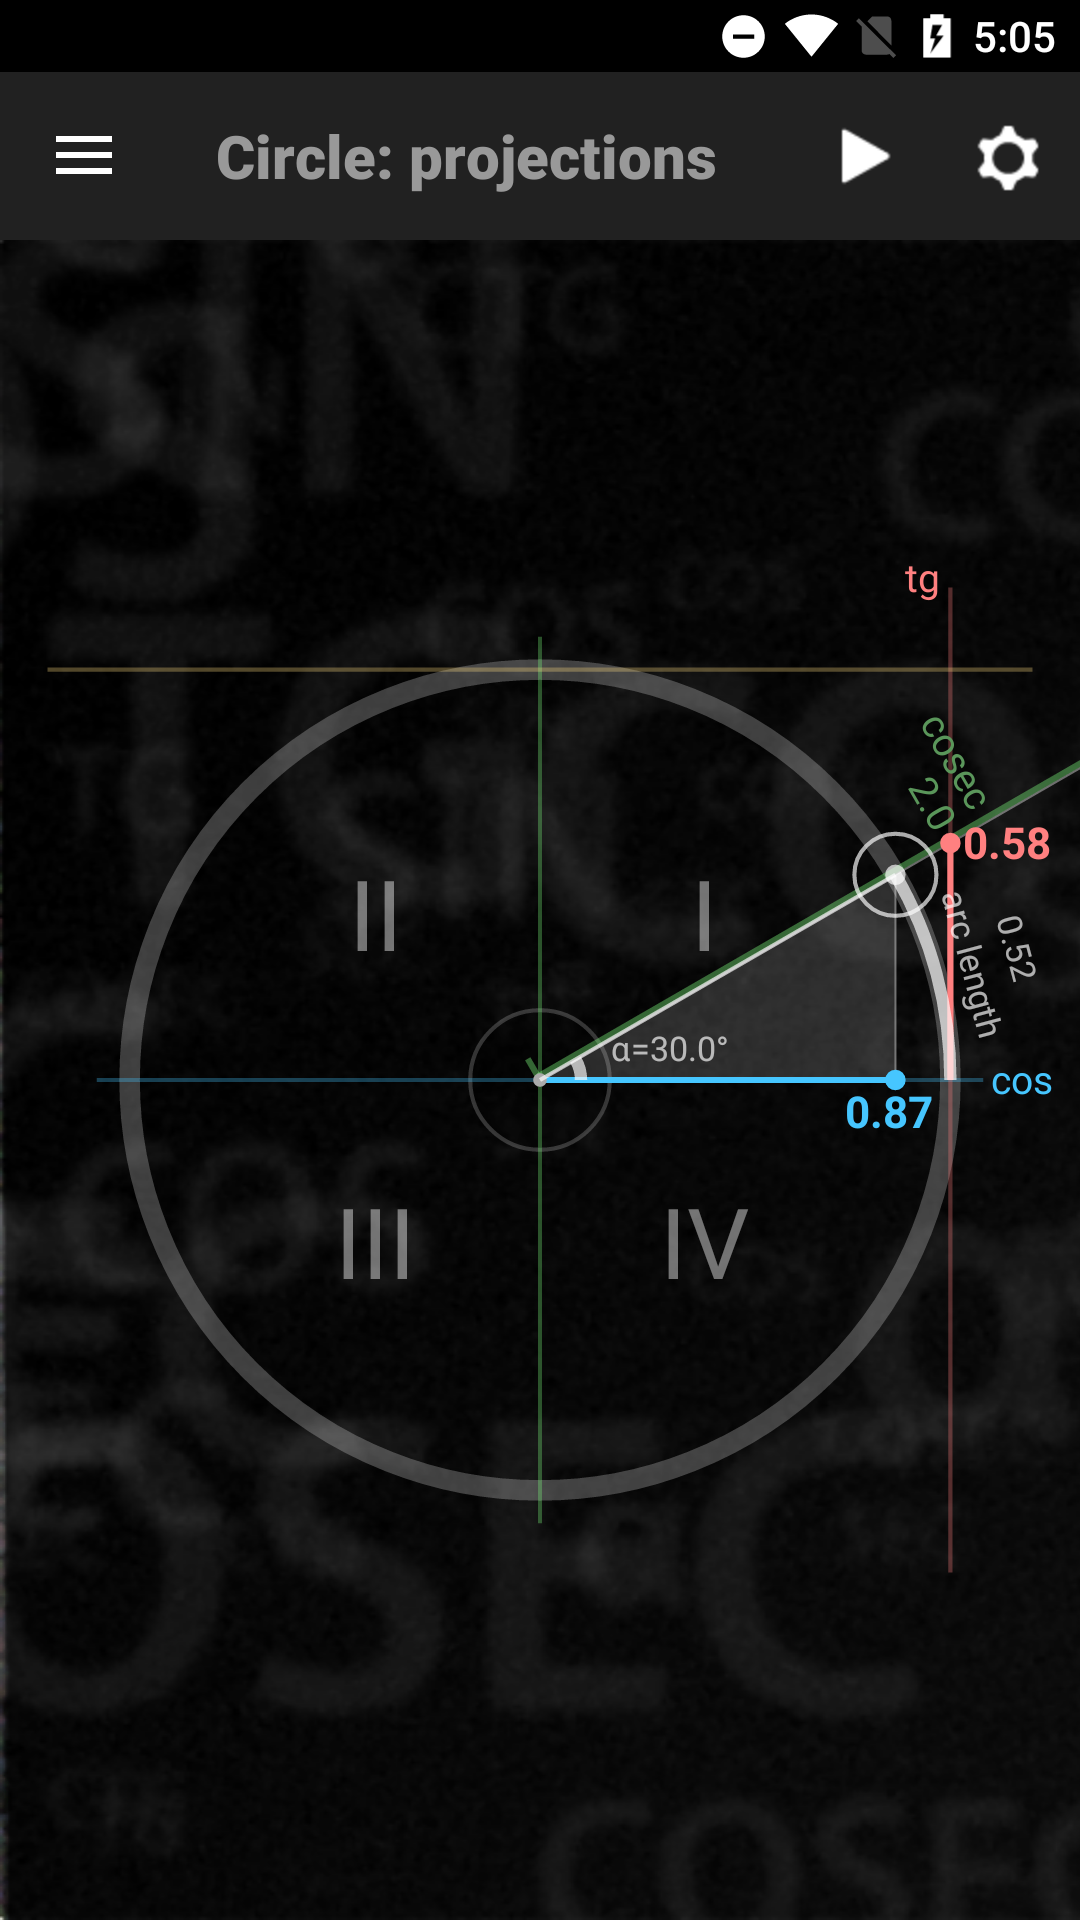 5:05
Circle: projections
tg
cosec
2.0
0.58
II
I
arc length
0.52
α=30.0°
cos
0.87
III
IV